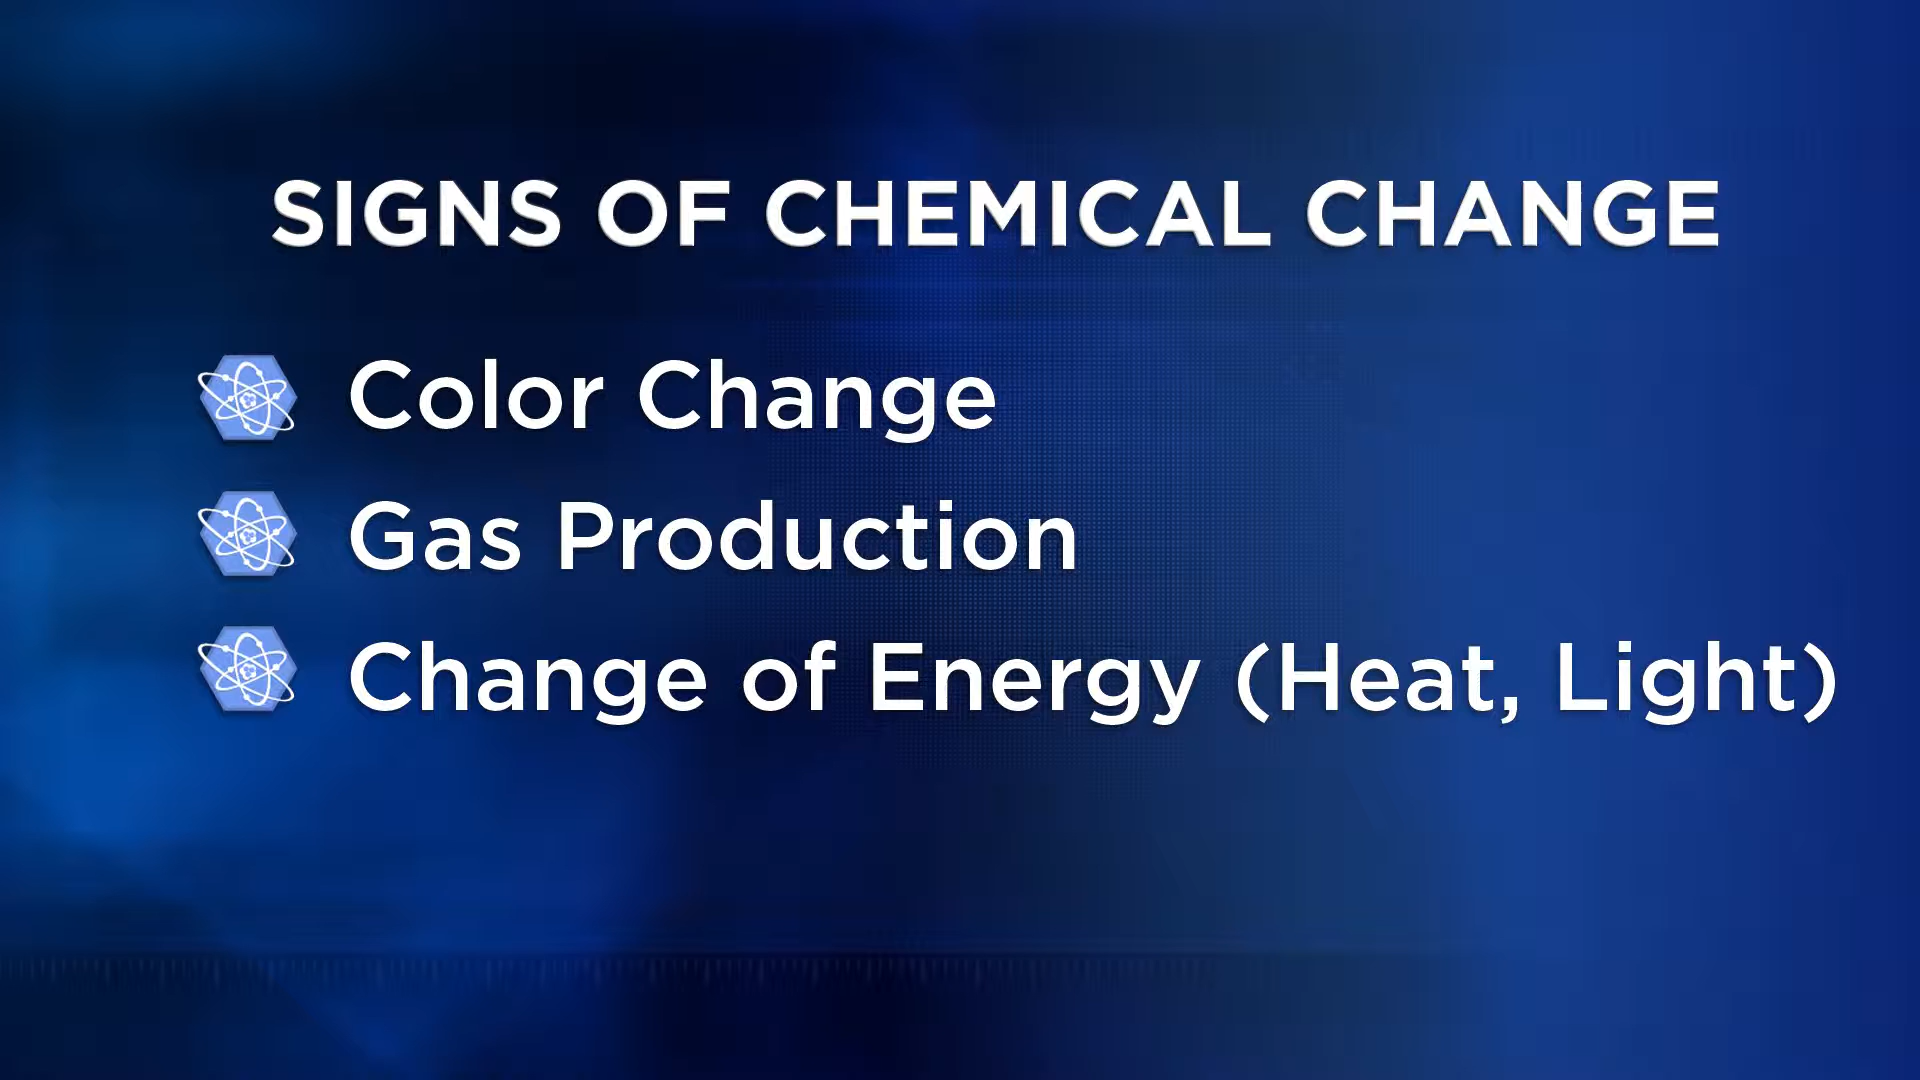 SIGNS OF CHEMICAL CHANGE
Color Change
Gas Production
Change of Energy (Heat, Light)